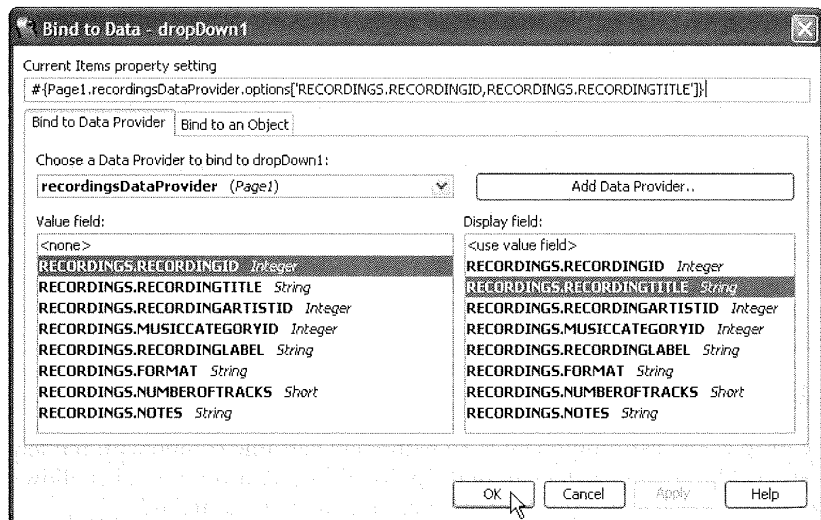 Bind to Data - dropDown1
Current Items property setting
#{Page1.recordingsDataProvider.options['RECORDINGS.RECORDINGID,RECORDINGS.RECORDINGTITLE']}
Bind to Data Provider Bind to an Object
Choose a Data Provider to bind to dropDown1:
recordingsDataProvider (Page1) Add Data Provider..
Value field:
<none>
RECORDINGS.RECORDINGID Integer
RECORDINGS.RECORDINGTITLE String
RECORDINGS.RECORDINGARTISTID Integer
RECORDINGS.MUSICCATEGORYID Integer
RECORDINGS.RECORDINGLABEL String
RECORDINGS.FORMAT String
RECORDINGS.NUMBEROFTRACKS Short
RECORDINGS.NOTES String
Display field:
<use value field>
RECORDINGS.RECORDINGID Integer
RECORDINGS.RECORDINGTITLE String
RECORDINGS.RECORDINGARTISTID Integer
RECORDINGS.MUSICCATEGORYID Integer
RECORDINGS.RECORDINGLABEL String
RECORDINGS.FORMAT String
RECORDINGS.NUMBEROFTRACKS Short
RECORDINGS.NOTES String
OK Cancel Apply Help